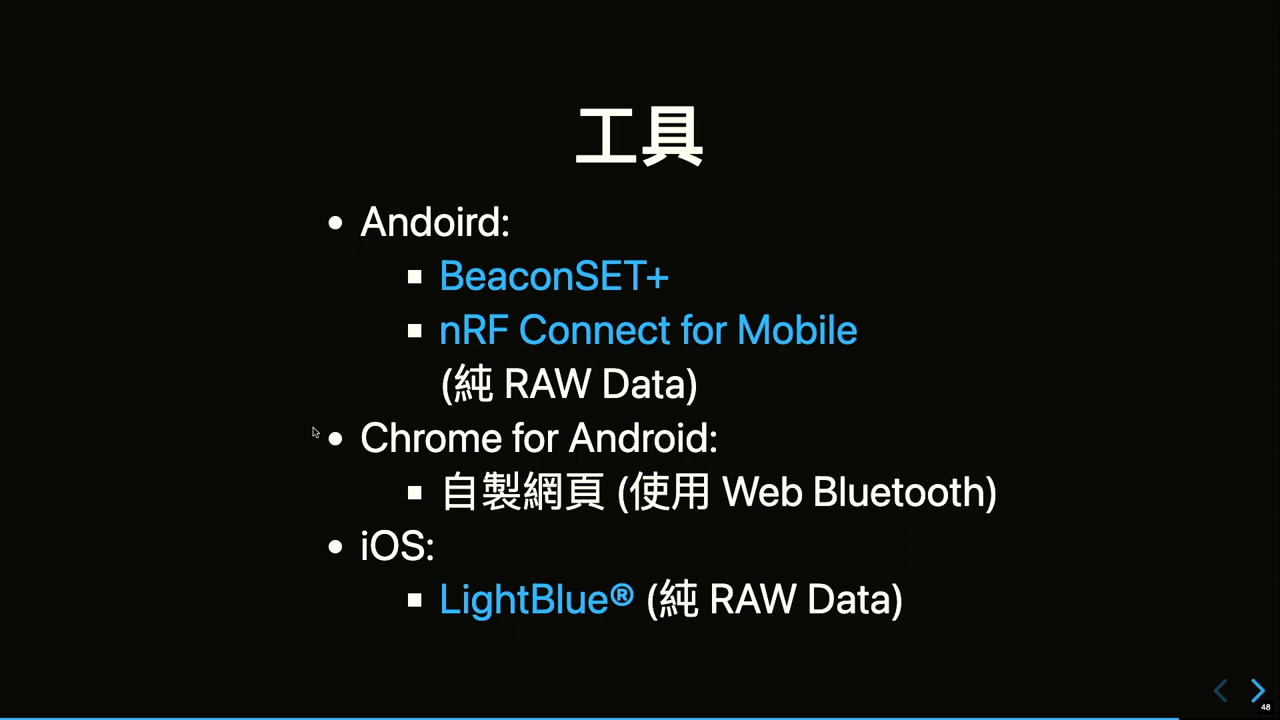 工具
Andoird:
BeaconSET+
nRF Connect for Mobile
(純 RAW Data)
Chrome for Android:
自製網頁 (使用 Web Bluetooth)
iOS:
LightBlue® (純 RAW Data)
48